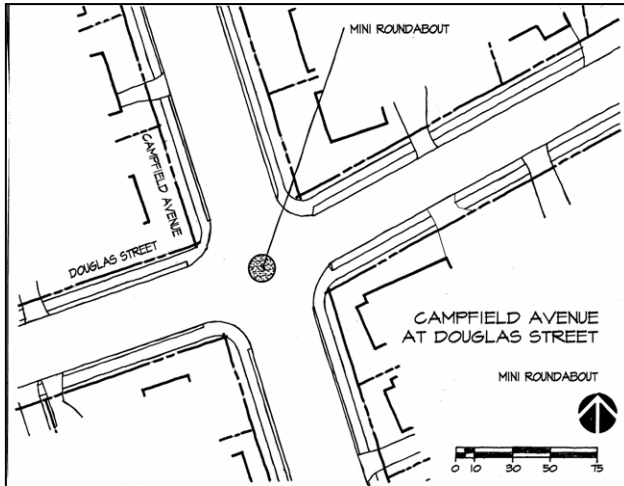 MINI ROUNDABOUT
CAMPFIELD AVENUE
DOUGLAS STREET
CAMPFIELD AVENUE
AT DOUGLAS STREET
MINI ROUNDABOUT
0 10 30 50 75